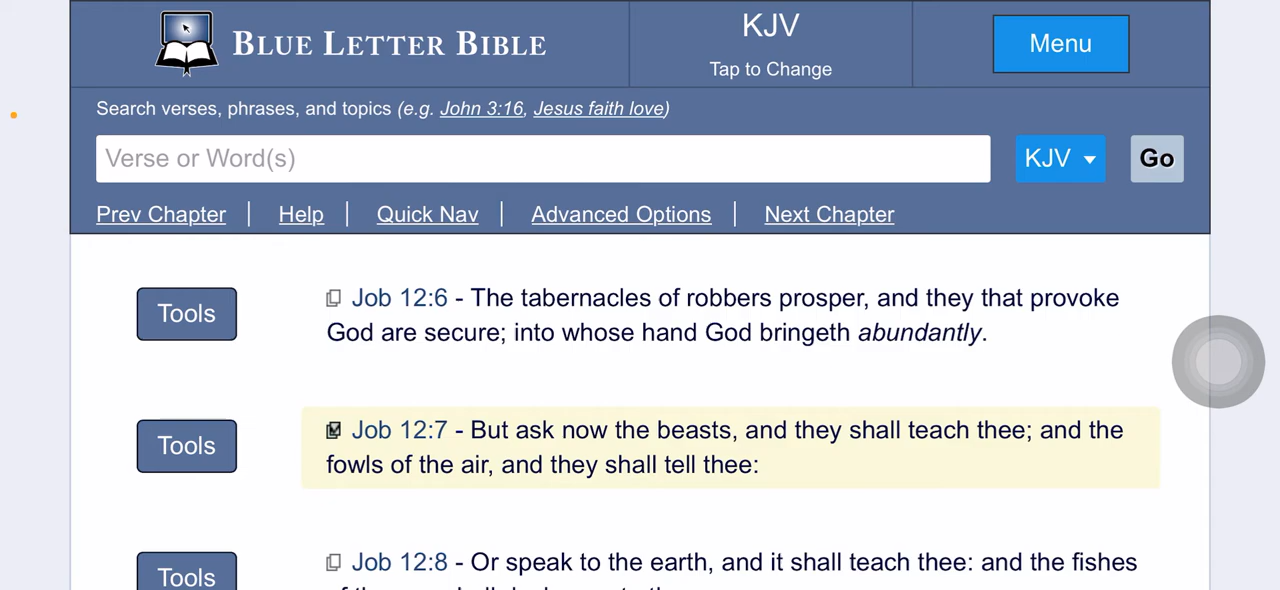 BLUE LETTER BIBLE
KJV
Tap to Change
Menu
Search verses, phrases, and topics (e.g. John 3:16, Jesus faith love)
Verse or Word(s)
KJV
Go
Prev Chapter
Help
Quick Nav
Advanced Options
Next Chapter
Tools
Job 12:6 - The tabernacles of robbers prosper, and they that provoke
God are secure; into whose hand God bringeth abundantly.
Tools
Job 12:7 - But ask now the beasts, and they shall teach thee; and the
fowls of the air, and they shall tell thee:
Tools
Job 12:8 - Or speak to the earth, and it shall teach thee: and the fishes